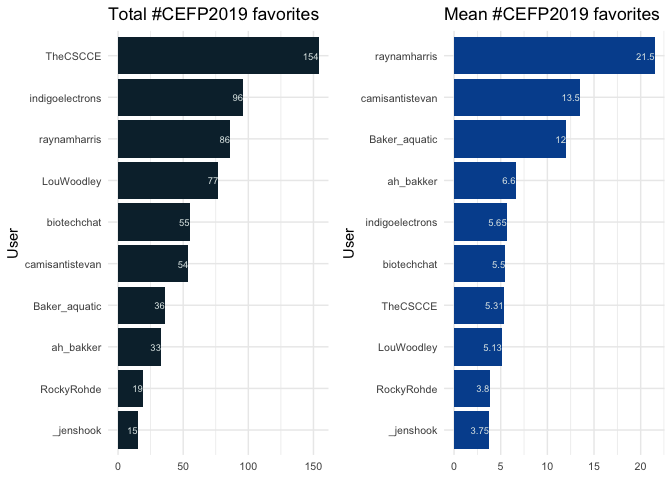 Total #CEFP2019 favorites
User
TheCSCCE 154
indigoelectrons 96
raynamharris 86
LouWoodley 77
biotechchat 55
camisantistevan 54
Baker_aquatic 36
ah_bakker 33
RockyRohde 19
_jenshook 15
0 50 100 150
Mean #CEFP2019 favorites
User
raynamharris 21.5
camisantistevan 13.5
Baker_aquatic 12
ah_bakker 6.6
indigoelectrons 5.65
biotechchat 5.5
TheCSCCE 5.31
LouWoodley 5.13
RockyRohde 3.8
_jenshook 3.75
0 5 10 15 20